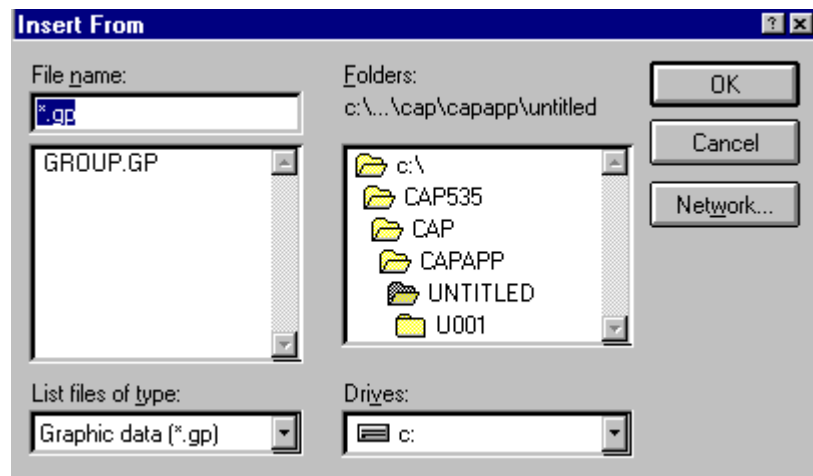 Insert From
File name:
*.gp
GROUP.GP
List files of type:
Graphic data (*.gp)
Folders:
c:\...\cap\capapp\untitled
c:\
CAP535
CAP
CAPAPP
UNTITLED
U001
Drives:
c:
OK
Cancel
Network...